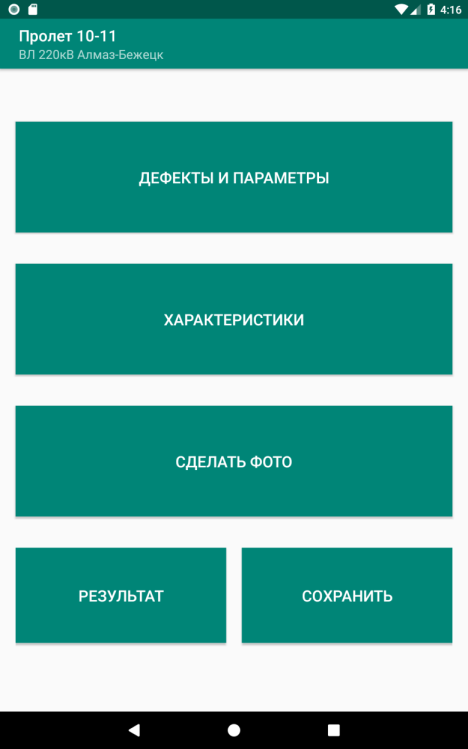 4:16
Пролет 10-11
ВЛ 220кВ Алмаз-Бежецк
ДЕФЕКТЫ И ПАРАМЕТРЫ
ХАРАКТЕРИСТИКИ
СДЕЛАТЬ ФОТО
РЕЗУЛЬТАТ
СОХРАНИТЬ